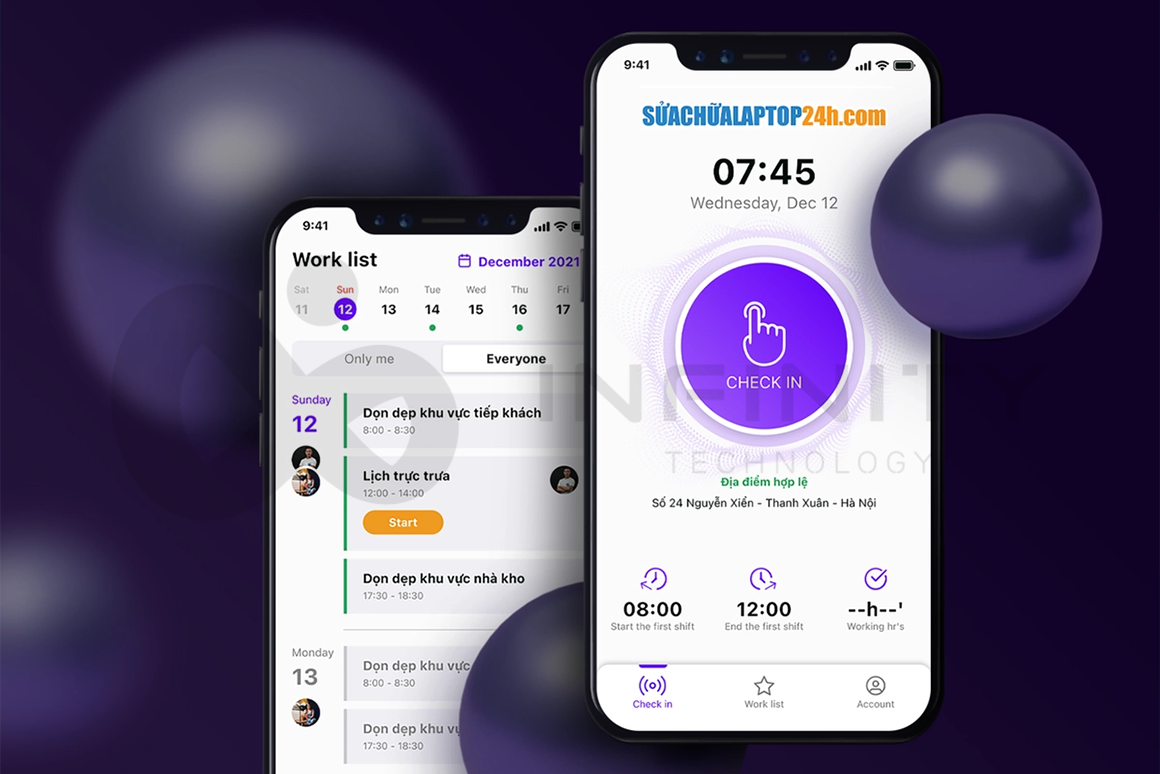 9:41
Work list
December 2021
Sat Sun Mon Tue Wed Thu Fri
11 12 13 14 15 16 17
Only me Everyone
Sunday
12
Dọn dẹp khu vực tiếp khách
8:00 - 8:30
Lịch trực trưa
12:00 - 14:00
Start
Dọn dẹp khu vực nhà kho
17:30 - 18:30
Monday
13
Dọn dẹp khu vực
8:00 - 8:30
Dọn dẹp khu
17:30 - 18:30
9:41
SỬACHỮALAPTOP24h.com
07:45
Wednesday, Dec 12
CHECK IN
Địa điểm hợp lệ
Số 24 Nguyễn Xiển - Thanh Xuân - Hà Nội
08:00 12:00 --h--'
Start the first shift End the first shift Working hr's
Check in Work list Account
INFINIT
TECHNOLOGY